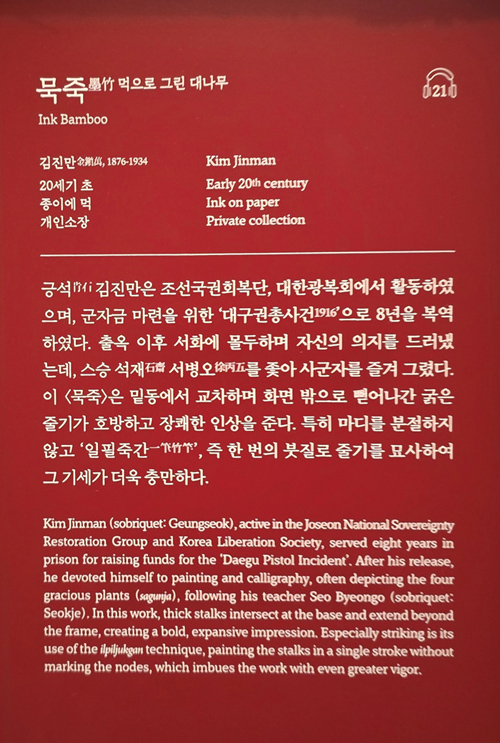 묵죽墨竹 먹으로 그린 대나무
21
Ink Bamboo
김진만金鎭萬, 1876-1934 Kim Jinman
20세기 초 Early 20th century
종이에 먹 Ink on paper
개인소장 Private collection
긍석 김진만은 조선국권회복단, 대한광복회에서 활동하였
으며, 군자금 마련을 위한 '대구권총사건1916'으로 8년을 복역
하였다. 출옥 이후 서화에 몰두하며 자신의 의지를 드러냈
는데, 스승 석재石齋 서병오徐丙五를 좇아 사군자를 즐겨 그렸다.
이 〈묵죽〉은 밑동에서 교차하며 화면 밖으로 뻗어나간 굵은
줄기가 호방하고 장쾌한 인상을 준다. 특히 마디를 분절하지
않고 '일필죽간一筆竹竿', 즉 한 번의 붓질로 줄기를 묘사하여
그 기세가 더욱 충만하다.
Kim Jinman (sobriquet: Geungseok), active in the Joseon National Sovereignty
Restoration Group and Korea Liberation Society, served eight years in
prison for raising funds for the 'Daegu Pistol Incident'. After his release,
he devoted himself to painting and calligraphy, often depicting the four
gracious plants (sagunja), following his teacher Seo Byeongo (sobriquet:
Seokje). In this work, thick stalks intersect at the base and extend beyond
the frame, creating a bold, expansive impression. Especially striking is its
use of the ilpiljukgan technique, painting the stalks in a single stroke without
marking the nodes, which imbues the work with even greater vigor.